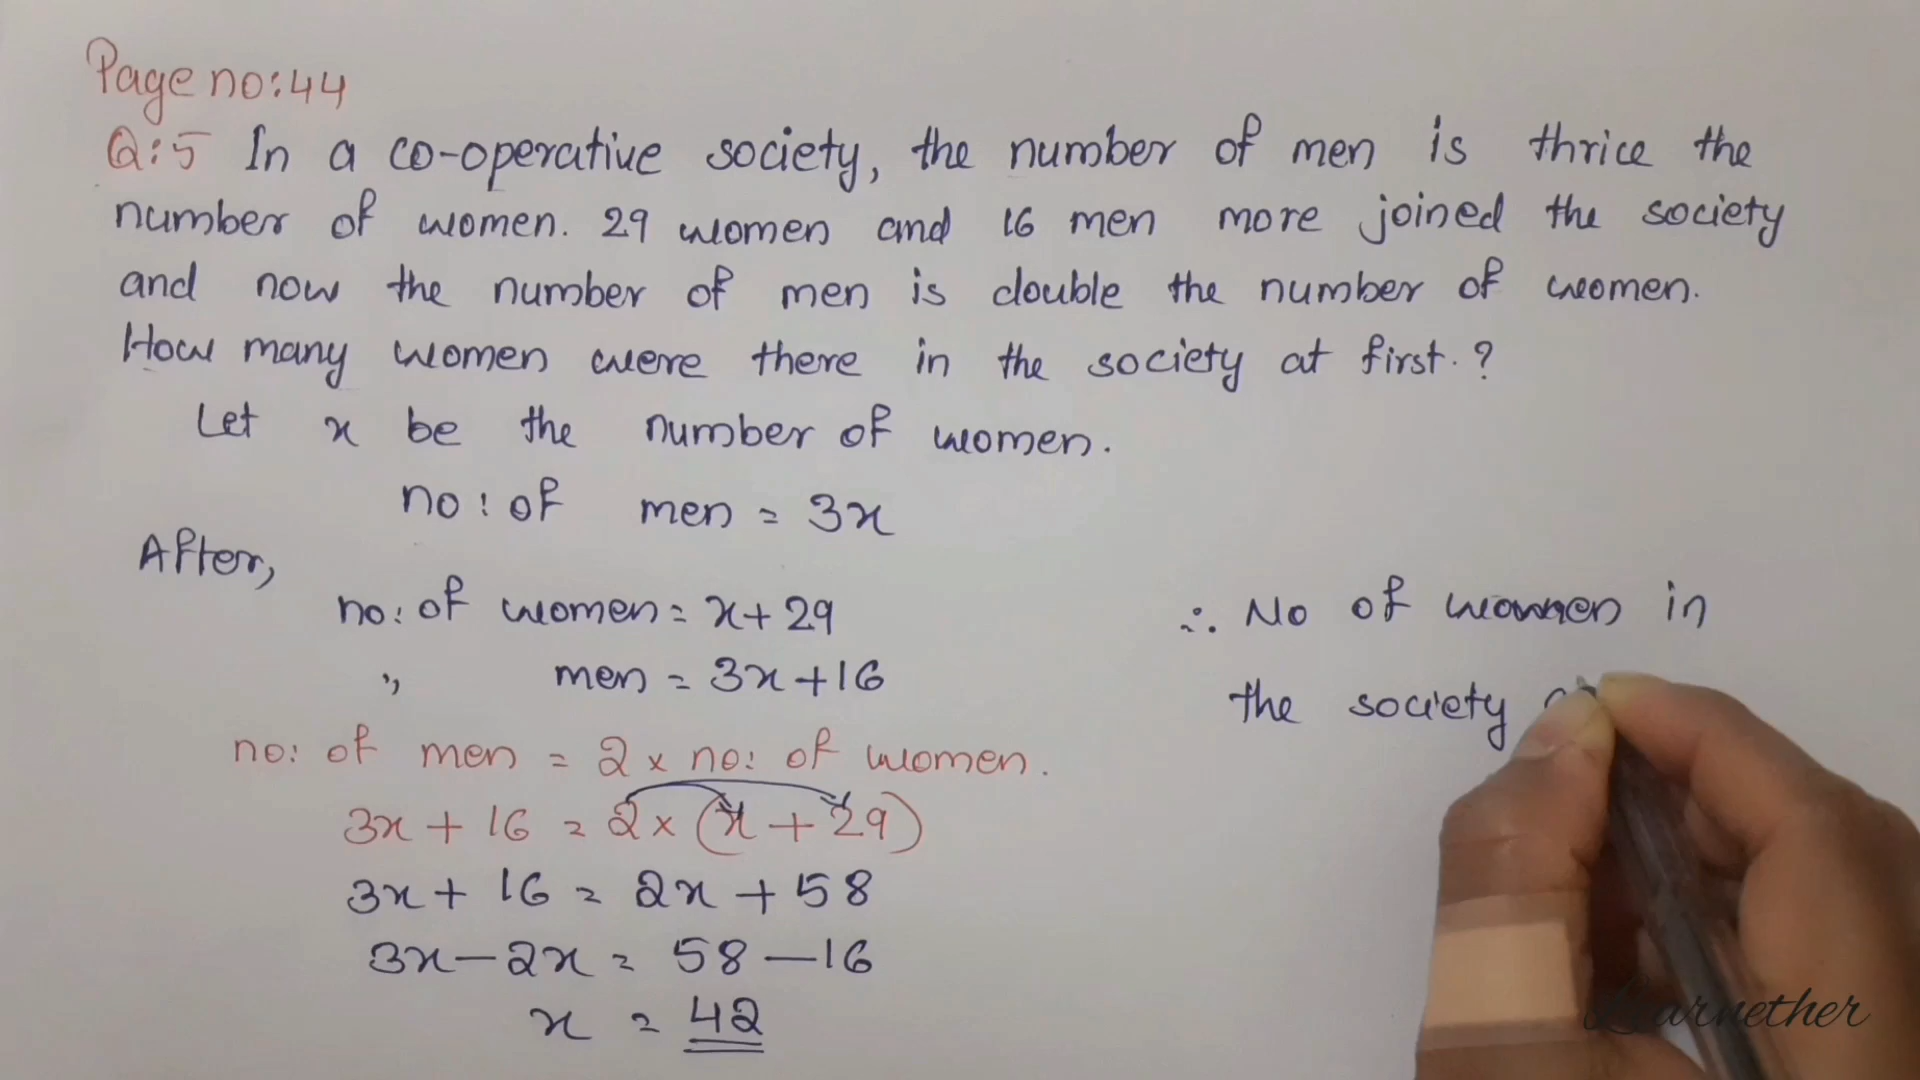 Page no:44
Q:5 In a co-operative society, the number of men is thrice the
number of women. 29 women and 16 men more joined the society
and now the number of men is double the number of women.
How many women were there in the society at first.?
Let x be the number of women.
no: of men = 3x
After,
no: of women = x + 29
„ men = 3x + 16
no: of men = 2 x no: of women.
3x + 16 = 2 x (x + 29)
3x + 16 = 2x + 58
3x - 2x = 58 - 16
x = 42
∴ No of women in
the society
Learnether